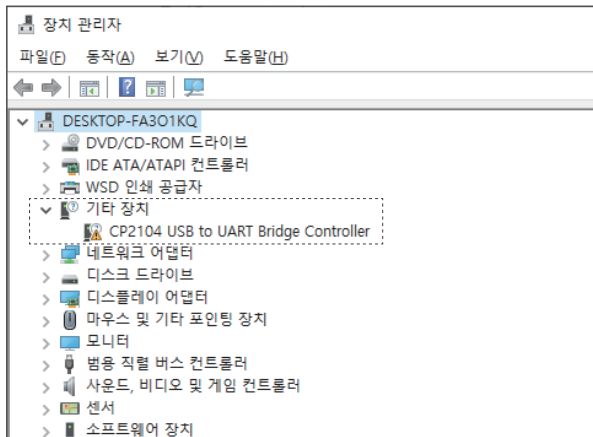 장치 관리자
파일(F) 동작(A) 보기(V) 도움말(H)
DESKTOP-FA3O1KQ
DVD/CD-ROM 드라이브
IDE ATA/ATAPI 컨트롤러
WSD 인쇄 공급자
기타 장치
CP2104 USB to UART Bridge Controller
네트워크 어댑터
디스크 드라이브
디스플레이 어댑터
마우스 및 기타 포인팅 장치
모니터
범용 직렬 버스 컨트롤러
사운드, 비디오 및 게임 컨트롤러
센서
소프트웨어 장치